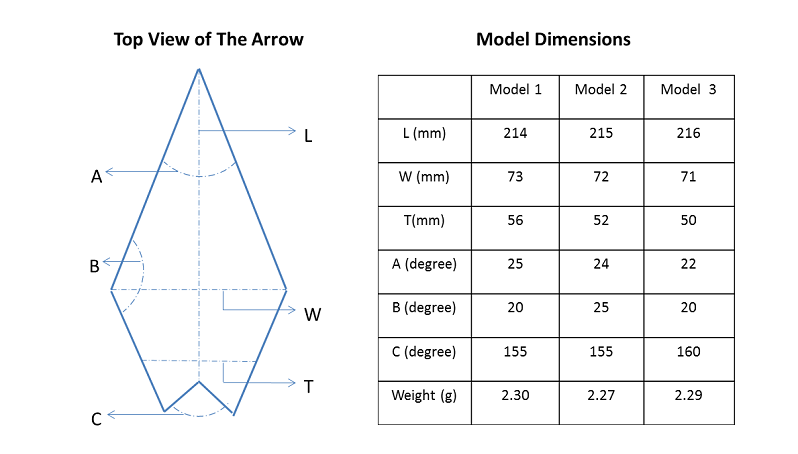 Top View of The Arrow
Model Dimensions
L
A
B
W
T
C
Model 1 Model 2 Model 3
L (mm) 214 215 216
W (mm) 73 72 71
T(mm) 56 52 50
A (degree) 25 24 22
B (degree) 20 25 20
C (degree) 155 155 160
Weight (g) 2.30 2.27 2.29